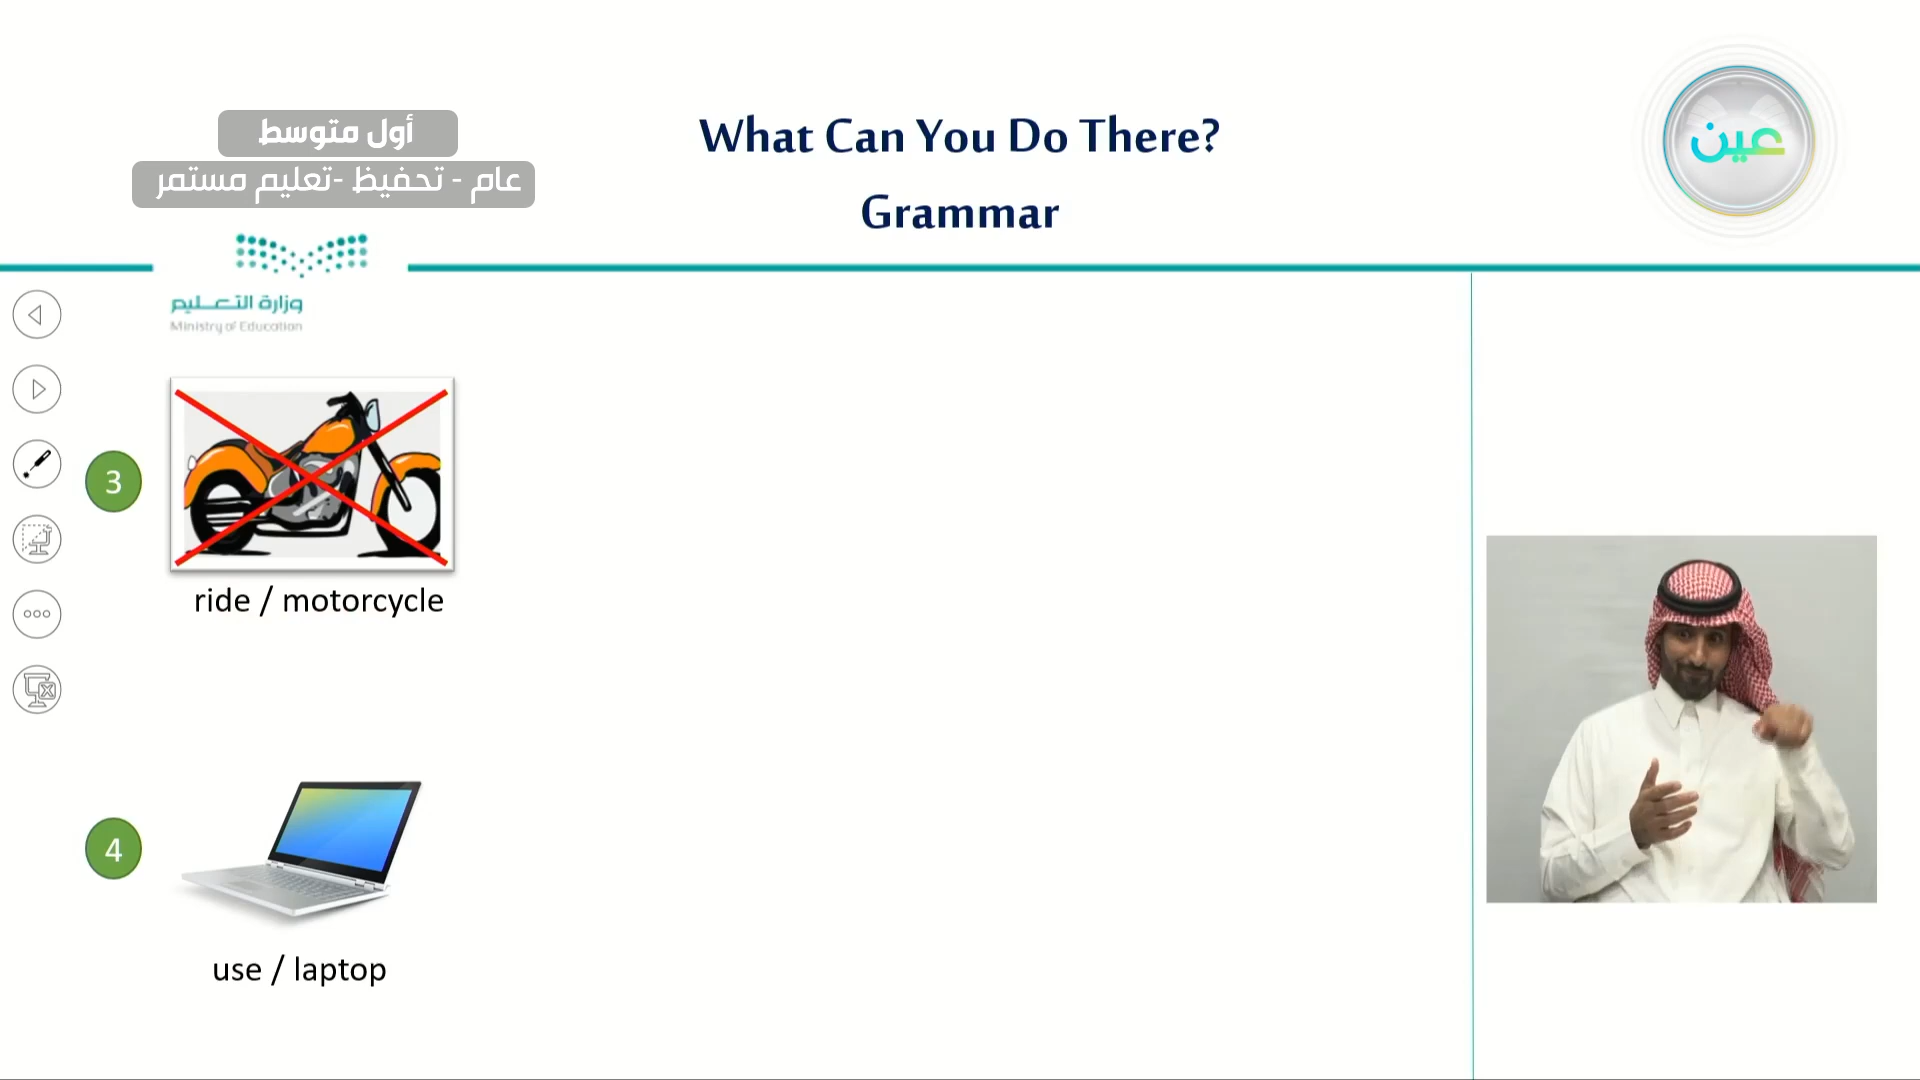 أول متوسط
عام - تحفيظ -تعليم مستمر
What Can You Do There?
Grammar
عين
وزارة التعليم
Ministry of Education
3
ride / motorcycle
4
use / laptop